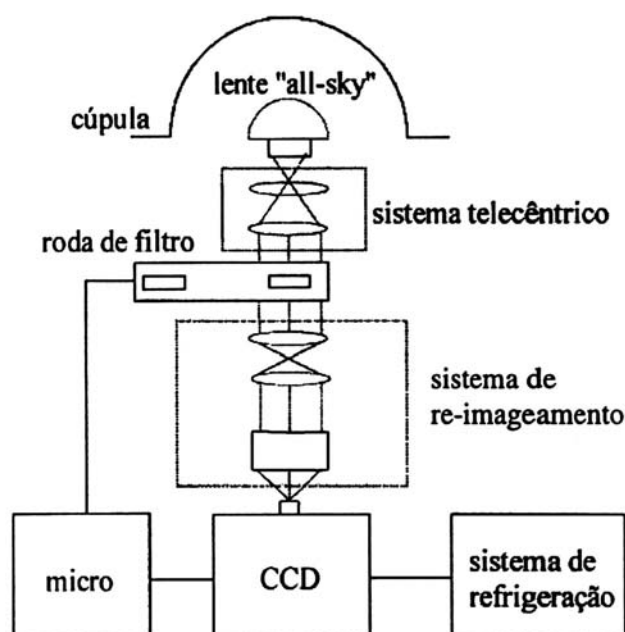 lente "all-sky"
cúpula
sistema telecêntrico
roda de filtro
sistema de
re-imageamento
micro
CCD
sistema de
refrigeração